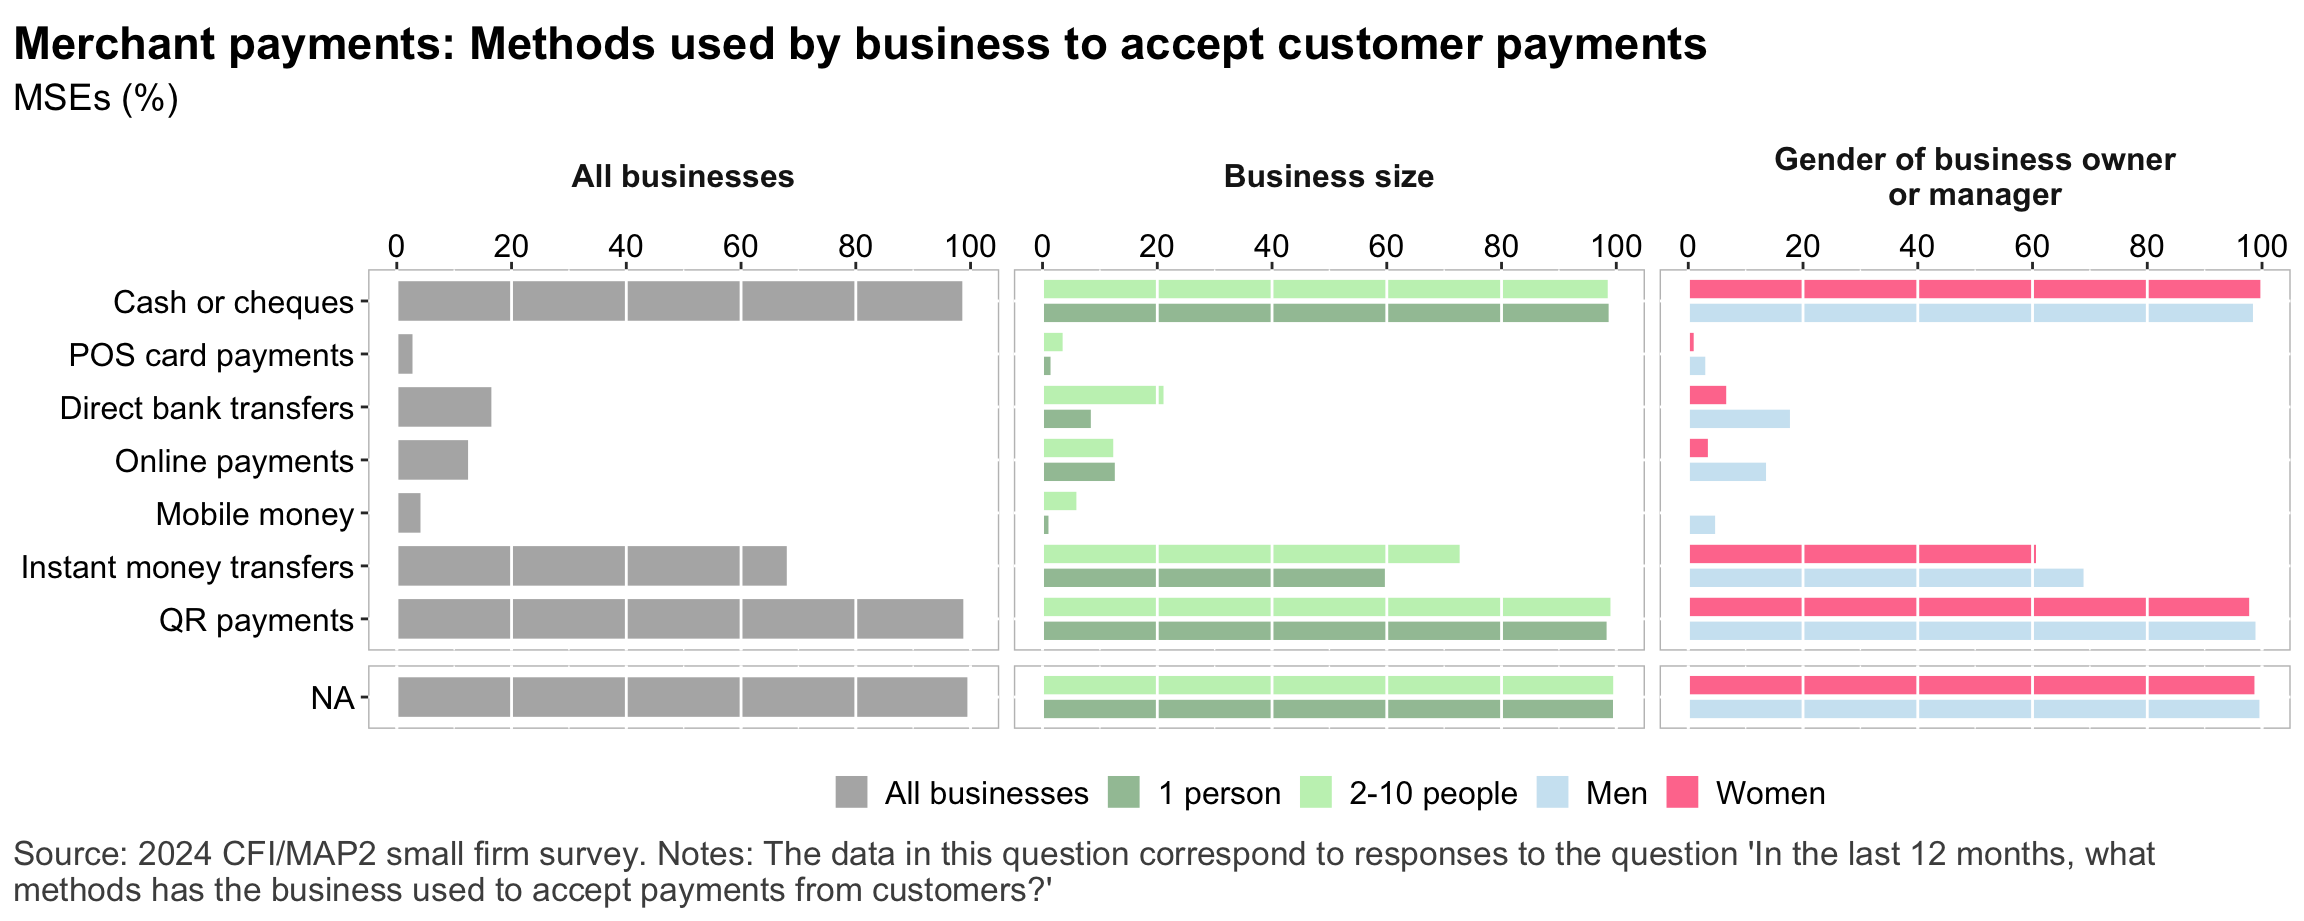 Merchant payments: Methods used by business to accept customer payments
MSEs (%)
All businesses
Business size
Gender of business owner
or manager
0 20 40 60 80 100
0 20 40 60 80 100
0 20 40 60 80 100
Cash or cheques
POS card payments
Direct bank transfers
Online payments
Mobile money
Instant money transfers
QR payments
NA
All businesses 1 person 2-10 people Men Women
Source: 2024 CFI/MAP2 small firm survey. Notes: The data in this question correspond to responses to the question 'In the last 12 months, what
methods has the business used to accept payments from customers?'